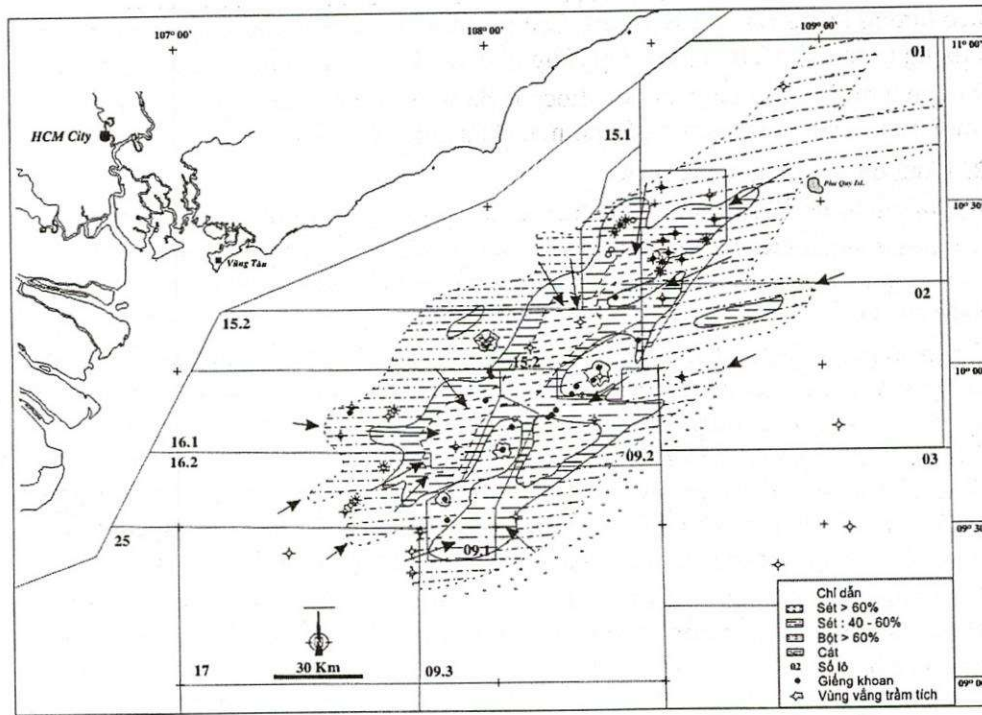 107° 00'
108° 00'
109° 00'
01
11° 00'
HCM City
15.1
Phu Quy Isl.
10° 30'
Vũng Tàu
02
15.2
15.2
10° 00'
16.1
16.2
09.2
03
25
09.1
09° 30'
17
30 Km
09.3
09° 00'
Chỉ dẫn
Sét > 60%
Sét : 40 - 60%
Bột > 60%
Cát
02 Số lô
Giếng khoan
Vùng vắng trầm tích